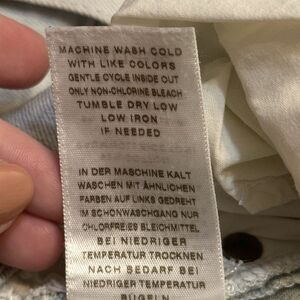 MACHINE WASH COLD
WITH LIKE COLORS
GENTLE CYCLE INSIDE OUT
ONLY NON-CHLORINE BLEACH
TUMBLE DRY LOW
LOW IRON
IF NEEDED
IN DER MASCHINE KALT
WASCHEN MIT ÄHNLICHEN
FARBEN AUF LINKS GEDREHT
IM SCHONWASCHGANG NUR
CHLORFREIES BLEICHMITTEL
BEI NIEDRIGER
TEMPERATUR TROCKNEN
NACH BEDARF BEI
NIEDRIGER TEMPERATUR
BÜGELN